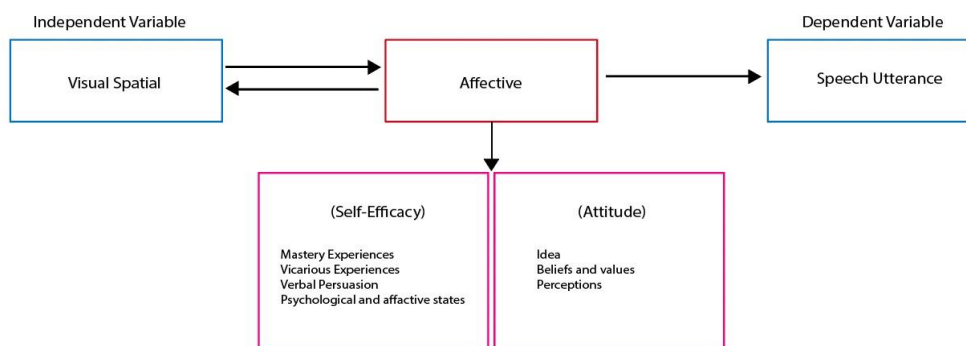 Independent Variable
Dependent Variable
Visual Spatial
Affective
Speech Utterance
(Self-Efficacy)
Mastery Experiences
Vicarious Experiences
Verbal Persuasion
Psychological and affactive states
(Attitude)
Idea
Beliefs and values
Perceptions